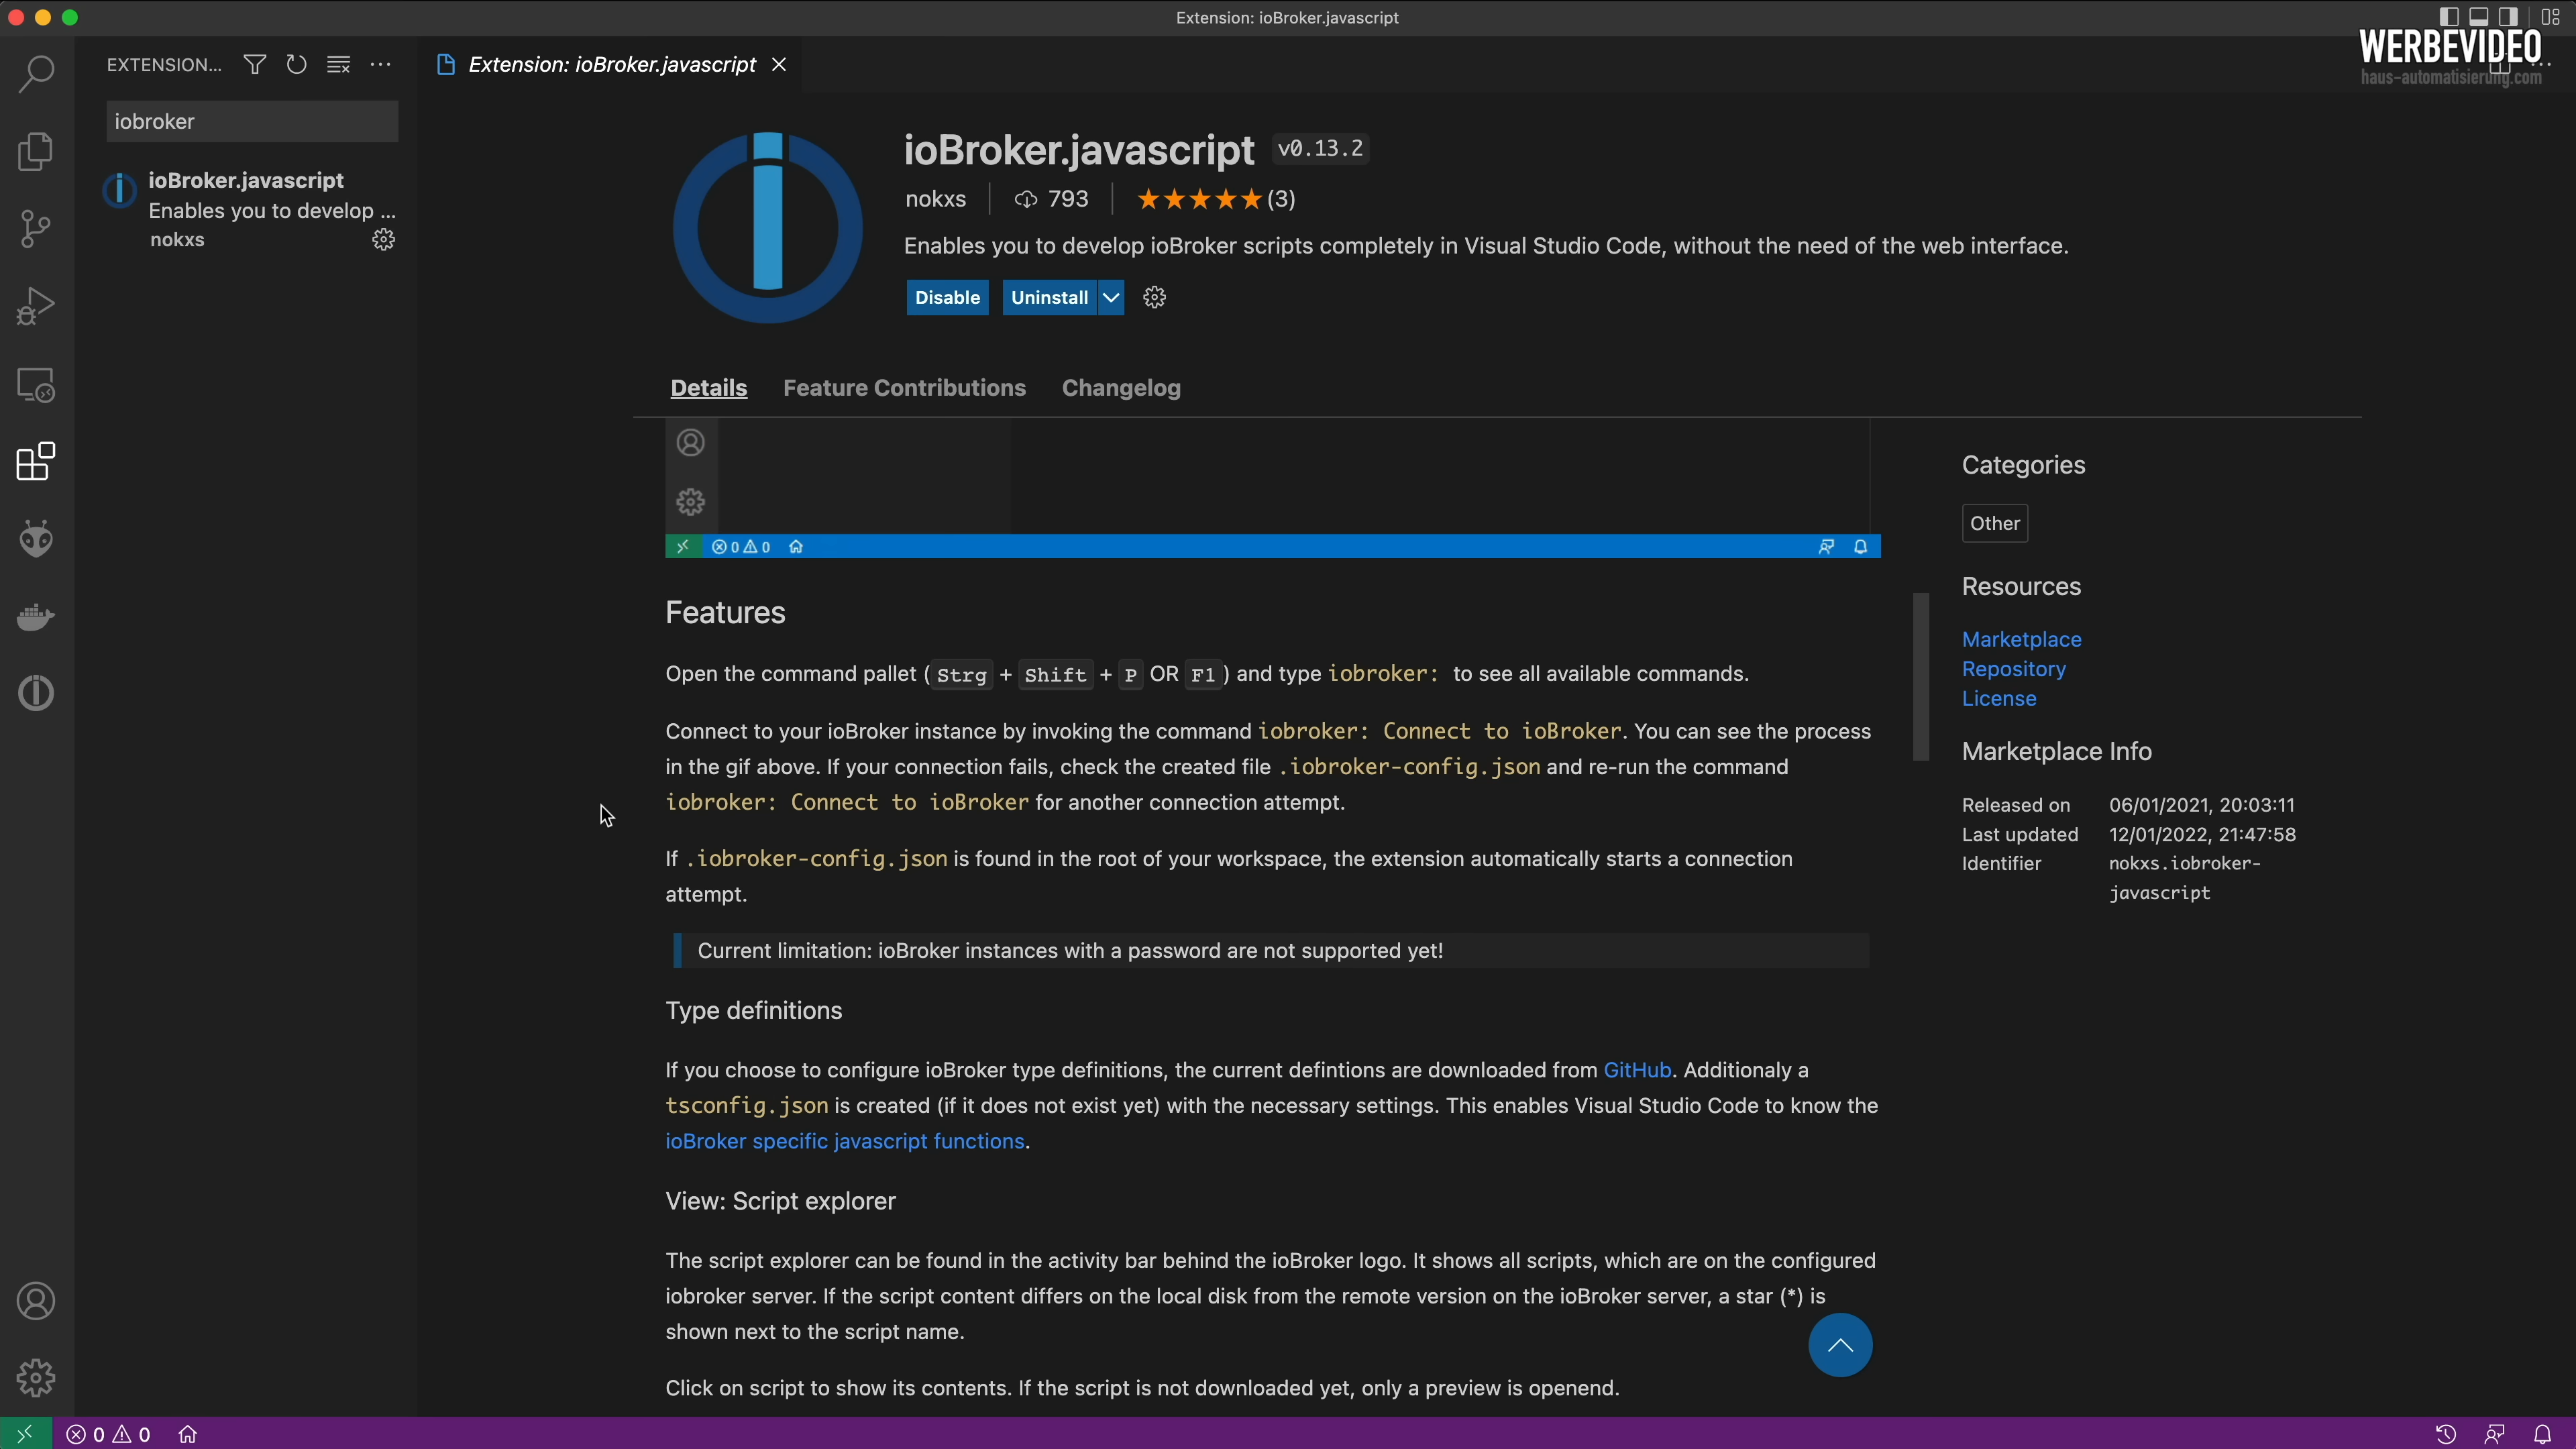 Extension: ioBroker.javascript
WERBEVIDEO
haus-automatisierung.com
EXTENSION...
Extension: ioBroker.javascript
iobroker
ioBroker.javascript
Enables you to develop ...
nokxs
ioBroker.javascript v0.13.2
nokxs 793 ★★★★★ (3)
Enables you to develop ioBroker scripts completely in Visual Studio Code, without the need of the web interface.
Disable Uninstall
Details Feature Contributions Changelog
0 0
Features
Open the command pallet ( Strg + Shift + P OR F1 ) and type iobroker: to see all available commands.
Connect to your ioBroker instance by invoking the command iobroker: Connect to ioBroker. You can see the process
in the gif above. If your connection fails, check the created file .iobroker-config.json and re-run the command
iobroker: Connect to ioBroker for another connection attempt.
If .iobroker-config.json is found in the root of your workspace, the extension automatically starts a connection
attempt.
Current limitation: ioBroker instances with a password are not supported yet!
Type definitions
If you choose to configure ioBroker type definitions, the current defintions are downloaded from GitHub. Additionaly a
tsconfig.json is created (if it does not exist yet) with the necessary settings. This enables Visual Studio Code to know the
ioBroker specific javascript functions.
View: Script explorer
The script explorer can be found in the activity bar behind the ioBroker logo. It shows all scripts, which are on the configured
iobroker server. If the script content differs on the local disk from the remote version on the ioBroker server, a star (*) is
shown next to the script name.
Click on script to show its contents. If the script is not downloaded yet, only a preview is openend.
Categories
Other
Resources
Marketplace
Repository
License
Marketplace Info
Released on 06/01/2021, 20:03:11
Last updated 12/01/2022, 21:47:58
Identifier nokxs.iobroker-
javascript
0 0